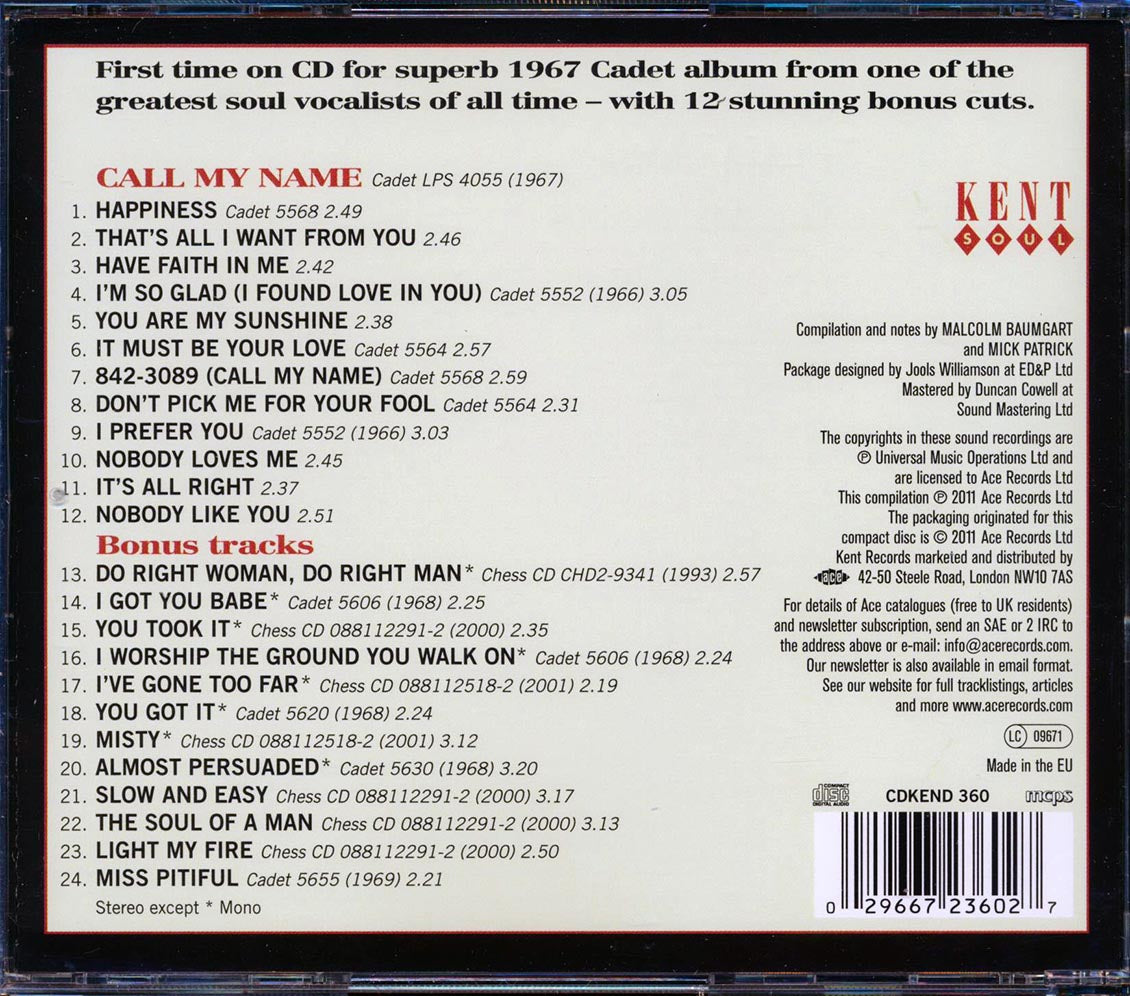 First time on CD for superb 1967 Cadet album from one of the
greatest soul vocalists of all time – with 12 stunning bonus cuts.
CALL MY NAME Cadet LPS 4055 (1967)
1. HAPPINESS Cadet 5568 2.49
2. THAT'S ALL I WANT FROM YOU 2.46
3. HAVE FAITH IN ME 2.42
4. I'M SO GLAD (I FOUND LOVE IN YOU) Cadet 5552 (1966) 3.05
5. YOU ARE MY SUNSHINE 2.38
6. IT MUST BE YOUR LOVE Cadet 5564 2.57
7. 842-3089 (CALL MY NAME) Cadet 5568 2.59
8. DON'T PICK ME FOR YOUR FOOL Cadet 5564 2.31
9. I PREFER YOU Cadet 5552 (1966) 3.03
10. NOBODY LOVES ME 2.45
11. IT'S ALL RIGHT 2.37
12. NOBODY LIKE YOU 2.51
Bonus tracks
13. DO RIGHT WOMAN, DO RIGHT MAN* Chess CD CHD2-9341 (1993) 2.57
14. I GOT YOU BABE* Cadet 5606 (1968) 2.25
15. YOU TOOK IT* Chess CD 088112291-2 (2000) 2.35
16. I WORSHIP THE GROUND YOU WALK ON* Cadet 5606 (1968) 2.24
17. I'VE GONE TOO FAR* Chess CD 088112518-2 (2001) 2.19
18. YOU GOT IT* Cadet 5620 (1968) 2.24
19. MISTY* Chess CD 088112518-2 (2001) 3.12
20. ALMOST PERSUADED* Cadet 5630 (1968) 3.20
21. SLOW AND EASY Chess CD 088112291-2 (2000) 3.17
22. THE SOUL OF A MAN Chess CD 088112291-2 (2000) 3.13
23. LIGHT MY FIRE Chess CD 088112291-2 (2000) 2.50
24. MISS PITIFUL Cadet 5655 (1969) 2.21
Stereo except * Mono
KENT
SOUL
Compilation and notes by MALCOLM BAUMGART
and MICK PATRICK
Package designed by Jools Williamson at ED&P Ltd
Mastered by Duncan Cowell at
Sound Mastering Ltd
The copyrights in these sound recordings are
℗ Universal Music Operations Ltd and
are licensed to Ace Records Ltd
This compilation ℗ 2011 Ace Records Ltd
The packaging originated for this
compact disc is © 2011 Ace Records Ltd
Kent Records marketed and distributed by
ace 42-50 Steele Road, London NW10 7AS
For details of Ace catalogues (free to UK residents)
and newsletter subscription, send an SAE or 2 IRC to
the address above or e-mail: info@acerecords.com.
Our newsletter is also available in email format.
See our website for full tracklistings, articles
and more www.acerecords.com
LC 09671
Made in the EU
COMPACT disc DIGITAL AUDIO CDKEND 360 mcps
0 29667 23602 7